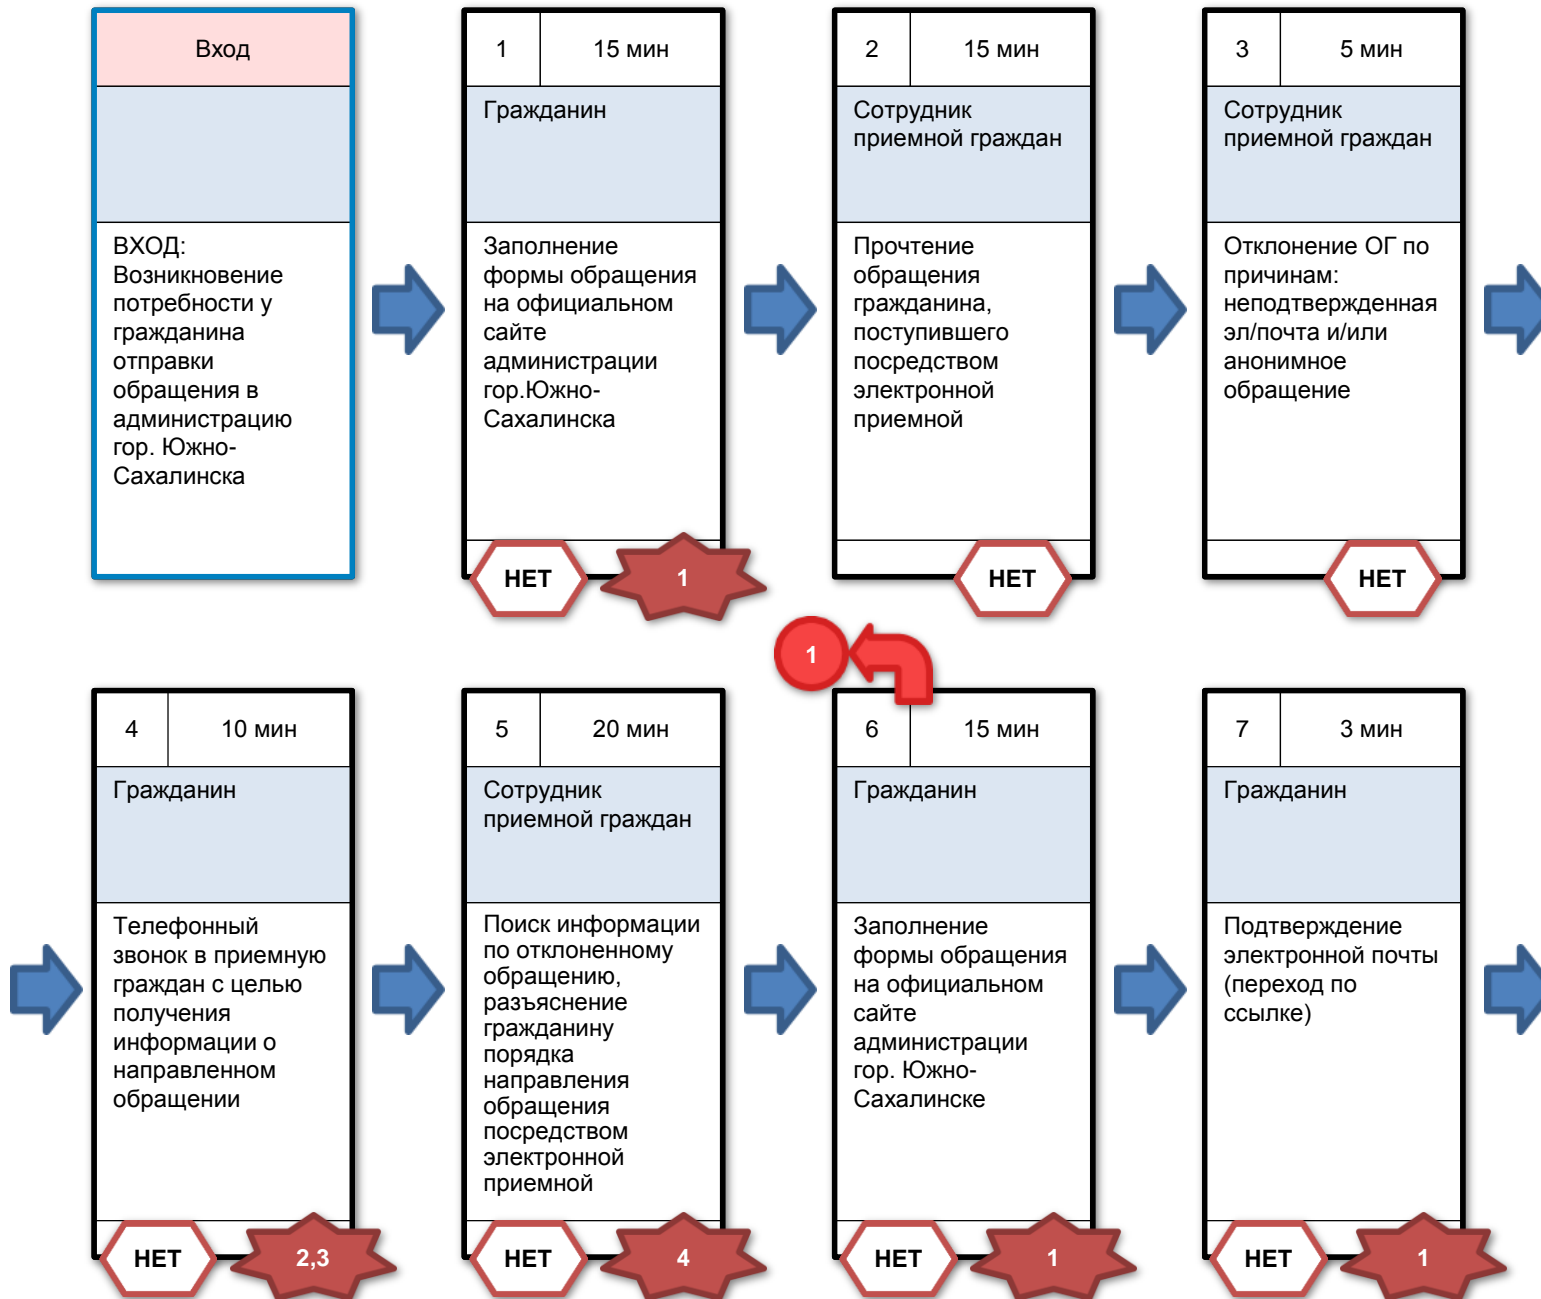 Вход
ВХОД:
Возникновение
потребности у
гражданина
отправки
обращения в
администрацию
гор. Южно-
Сахалинска
1
15 мин
Гражданин
Заполнение
формы обращения
на официальном
сайте
администрации
гор.Южно-
Сахалинска
НЕТ
1
2
15 мин
Сотрудник
приемной граждан
Прочтение
обращения
гражданина,
поступившего
посредством
электронной
приемной
НЕТ
3
5 мин
Сотрудник
приемной граждан
Отклонение ОГ по
причинам:
неподтвержденная
эл/почта и/или
анонимное
обращение
НЕТ
4
10 мин
Гражданин
Телефонный
звонок в приемную
граждан с целью
получения
информации о
направленном
обращении
НЕТ
2,3
5
20 мин
Сотрудник
приемной граждан
Поиск информации
по отклоненному
обращению,
разъяснение
гражданину
порядка
направления
обращения
посредством
электронной
приемной
НЕТ
4
1
6
15 мин
Гражданин
Заполнение
формы обращения
на официальном
сайте
администрации
гор. Южно-
Сахалинске
НЕТ
1
7
3 мин
Гражданин
Подтверждение
электронной почты
(переход по
ссылке)
НЕТ
1